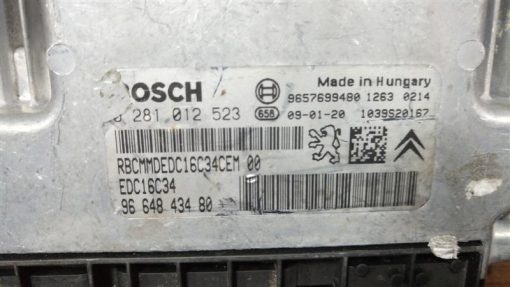 BOSCH
Made in Hungary
0 281 012 523
9657699480 1263 0214
656
09-01-20 1039S20167
RBCMMDEDC16C34CEM 00
EDC16C34
96 648 434 80